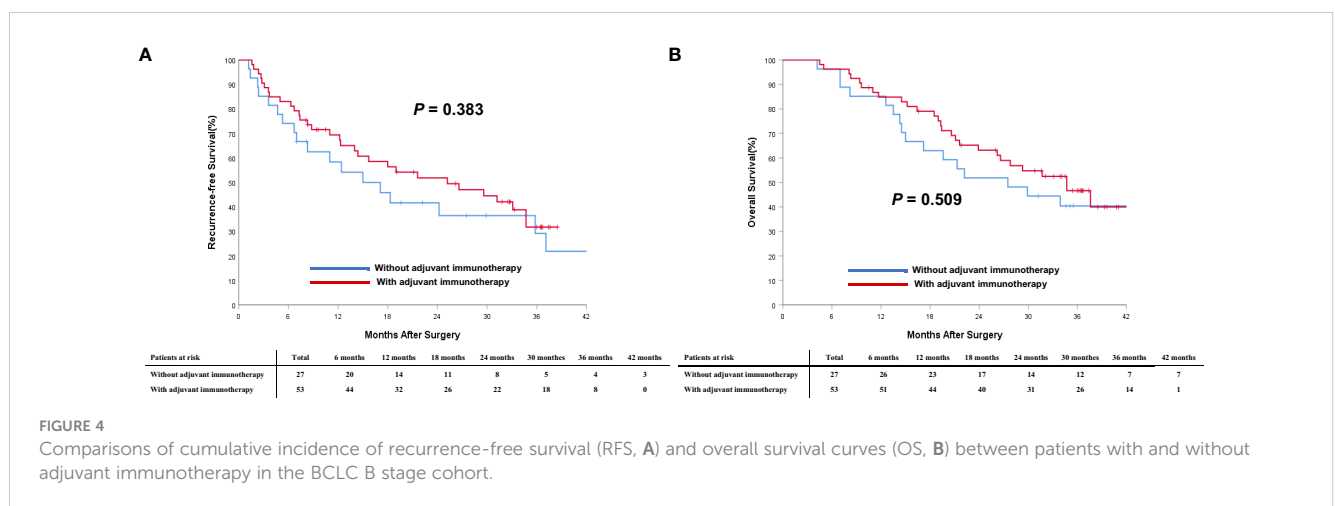 A
B
100
90
80
70
60
50
40
30
20
10
0
Recurrence-free Survival(%)
P = 0.383
Without adjuvant immunotherapy
With adjuvant immunotherapy
0 6 12 18 24 30 36 42
Months After Surgery
100
90
80
70
60
50
40
30
20
10
0
Overall Survival(%)
P = 0.509
Without adjuvant immunotherapy
With adjuvant immunotherapy
0 6 12 18 24 30 36 42
Months After Surgery
Patients at risk Total 6 months 12 months 18 months 24 months 30 monthes 36 months 42 months
Without adjuvant immunotherapy 27 20 14 11 8 5 4 3
With adjuvant immunotherapy 53 44 32 26 22 18 8 0
Patients at risk Total 6 months 12 months 18 months 24 months 30 monthes 36 months 42 months
Without adjuvant immunotherapy 27 26 23 17 14 12 7 7
With adjuvant immunotherapy 53 51 44 40 31 26 14 1
FIGURE 4
Comparisons of cumulative incidence of recurrence-free survival (RFS, A) and overall survival curves (OS, B) between patients with and without
adjuvant immunotherapy in the BCLC B stage cohort.